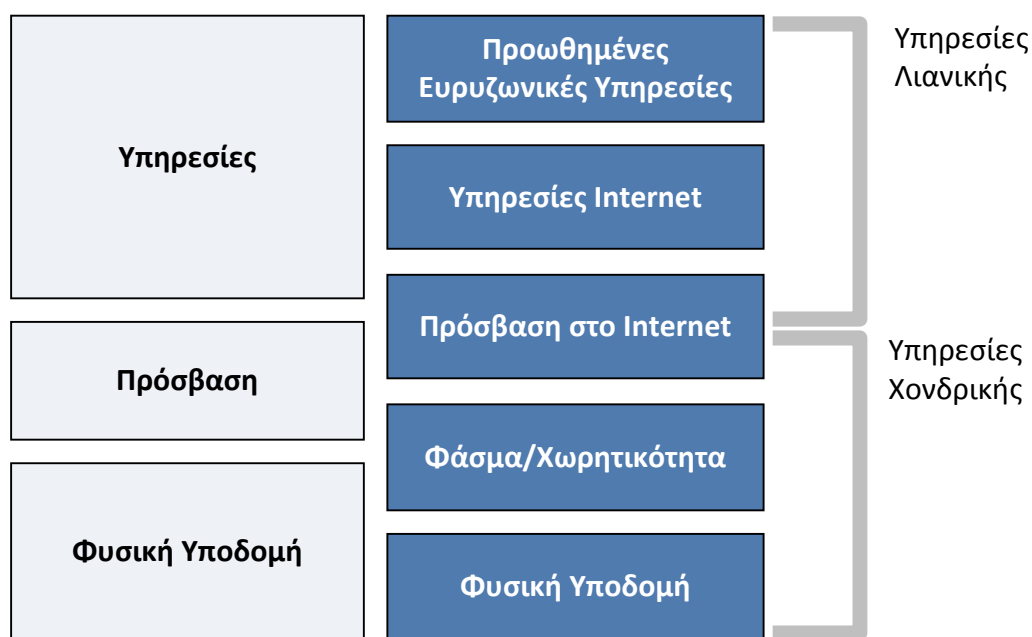 Υπηρεσίες
Πρόσβαση
Φυσική Υποδομή
Προωθημένες
Ευρυζωνικές Υπηρεσίες
Υπηρεσίες Internet
Πρόσβαση στο Internet
Φάσμα/Χωρητικότητα
Φυσική Υποδομή
Υπηρεσίες
Λιανικής
Υπηρεσίες
Χονδρικής